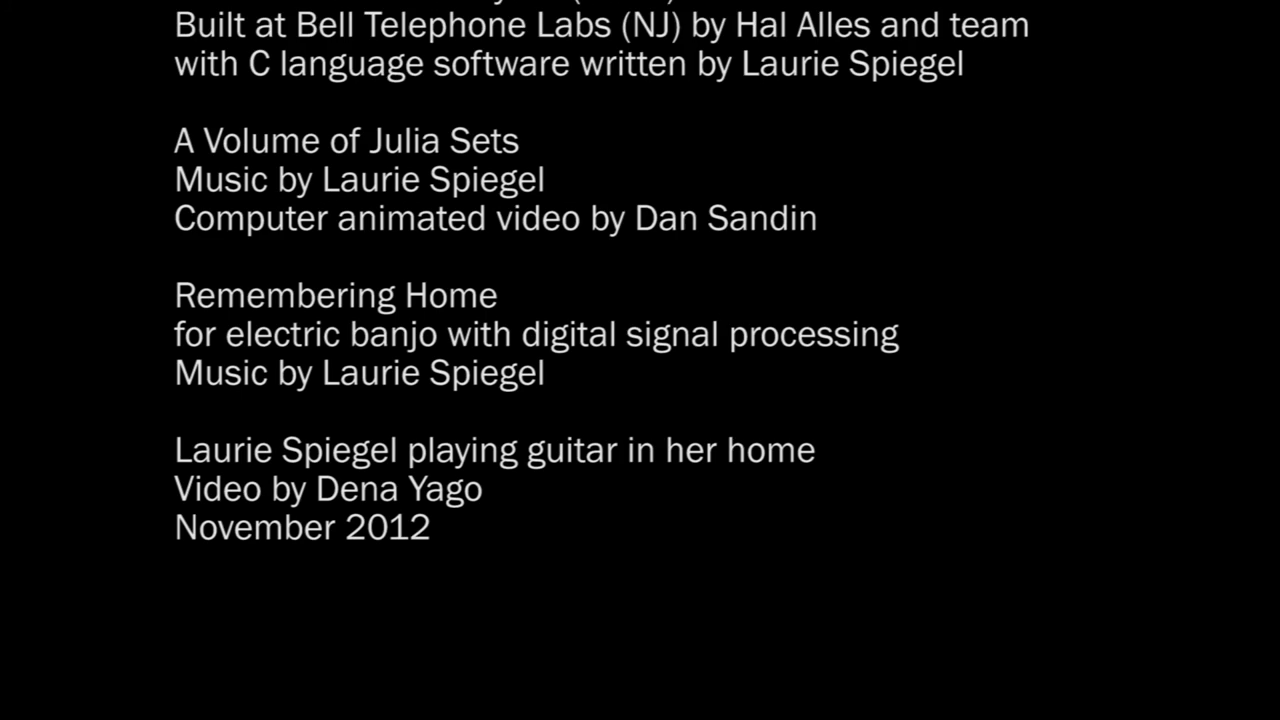 Built at Bell Telephone Labs (NJ) by Hal Alles and team
with C language software written by Laurie Spiegel
A Volume of Julia Sets
Music by Laurie Spiegel
Computer animated video by Dan Sandin
Remembering Home
for electric banjo with digital signal processing
Music by Laurie Spiegel
Laurie Spiegel playing guitar in her home
Video by Dena Yago
November 2012